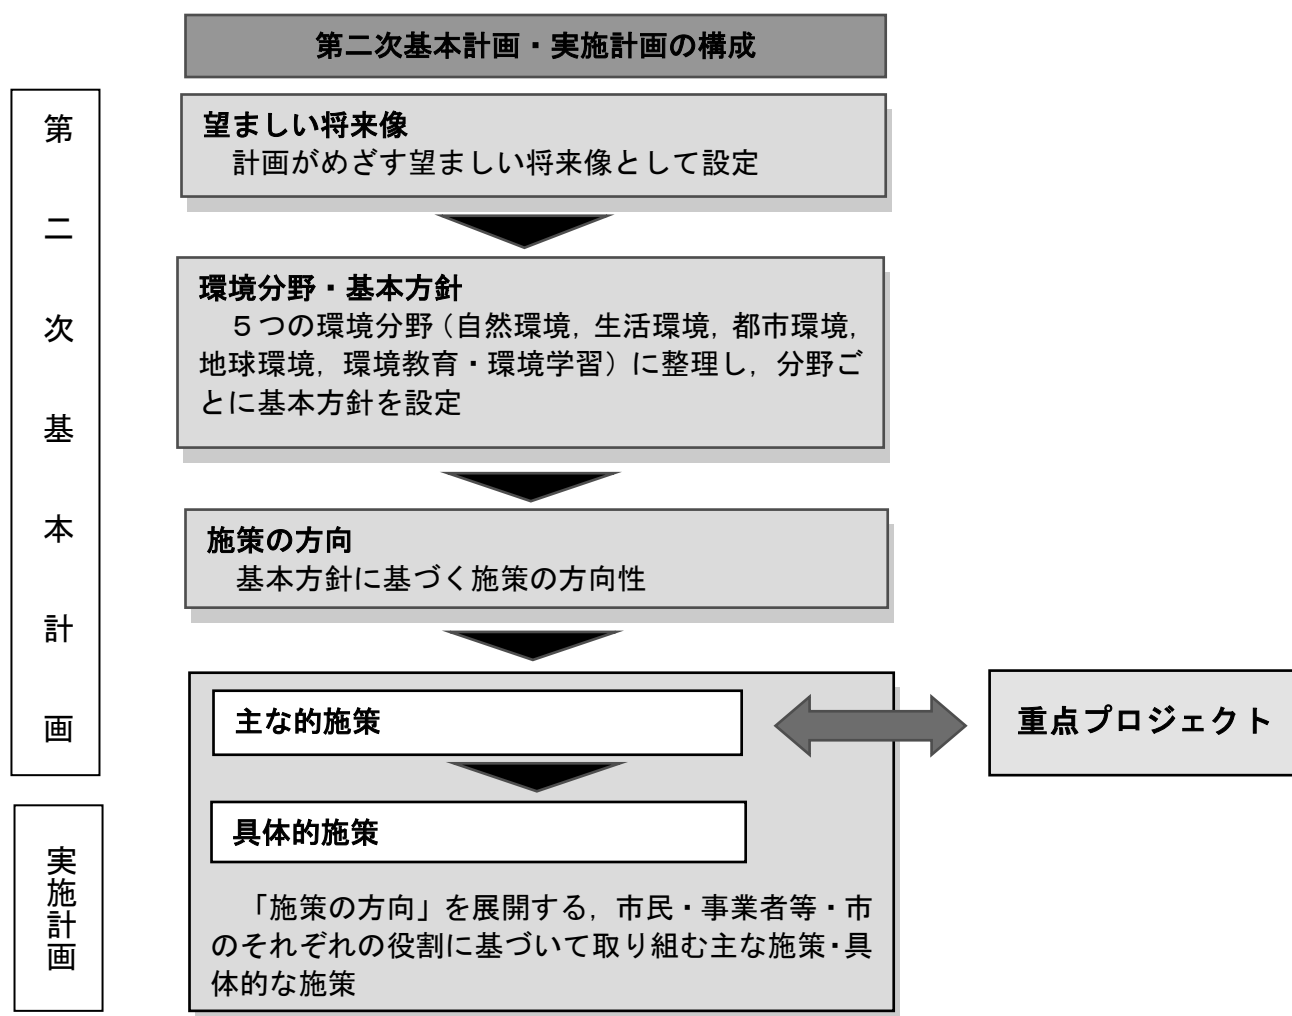 第二次基本計画・実施計画の構成
第二次基本計画
望ましい将来像
計画がめざす望ましい将来像として設定
環境分野・基本方針
５つの環境分野（自然環境，生活環境，都市環境，
地球環境，環境教育・環境学習）に整理し，分野ご
とに基本方針を設定
施策の方向
基本方針に基づく施策の方向性
主な的施策
重点プロジェクト
実施計画
具体的施策
「施策の方向」を展開する，市民・事業者等・市
のそれぞれの役割に基づいて取り組む主な施策・具
体的な施策